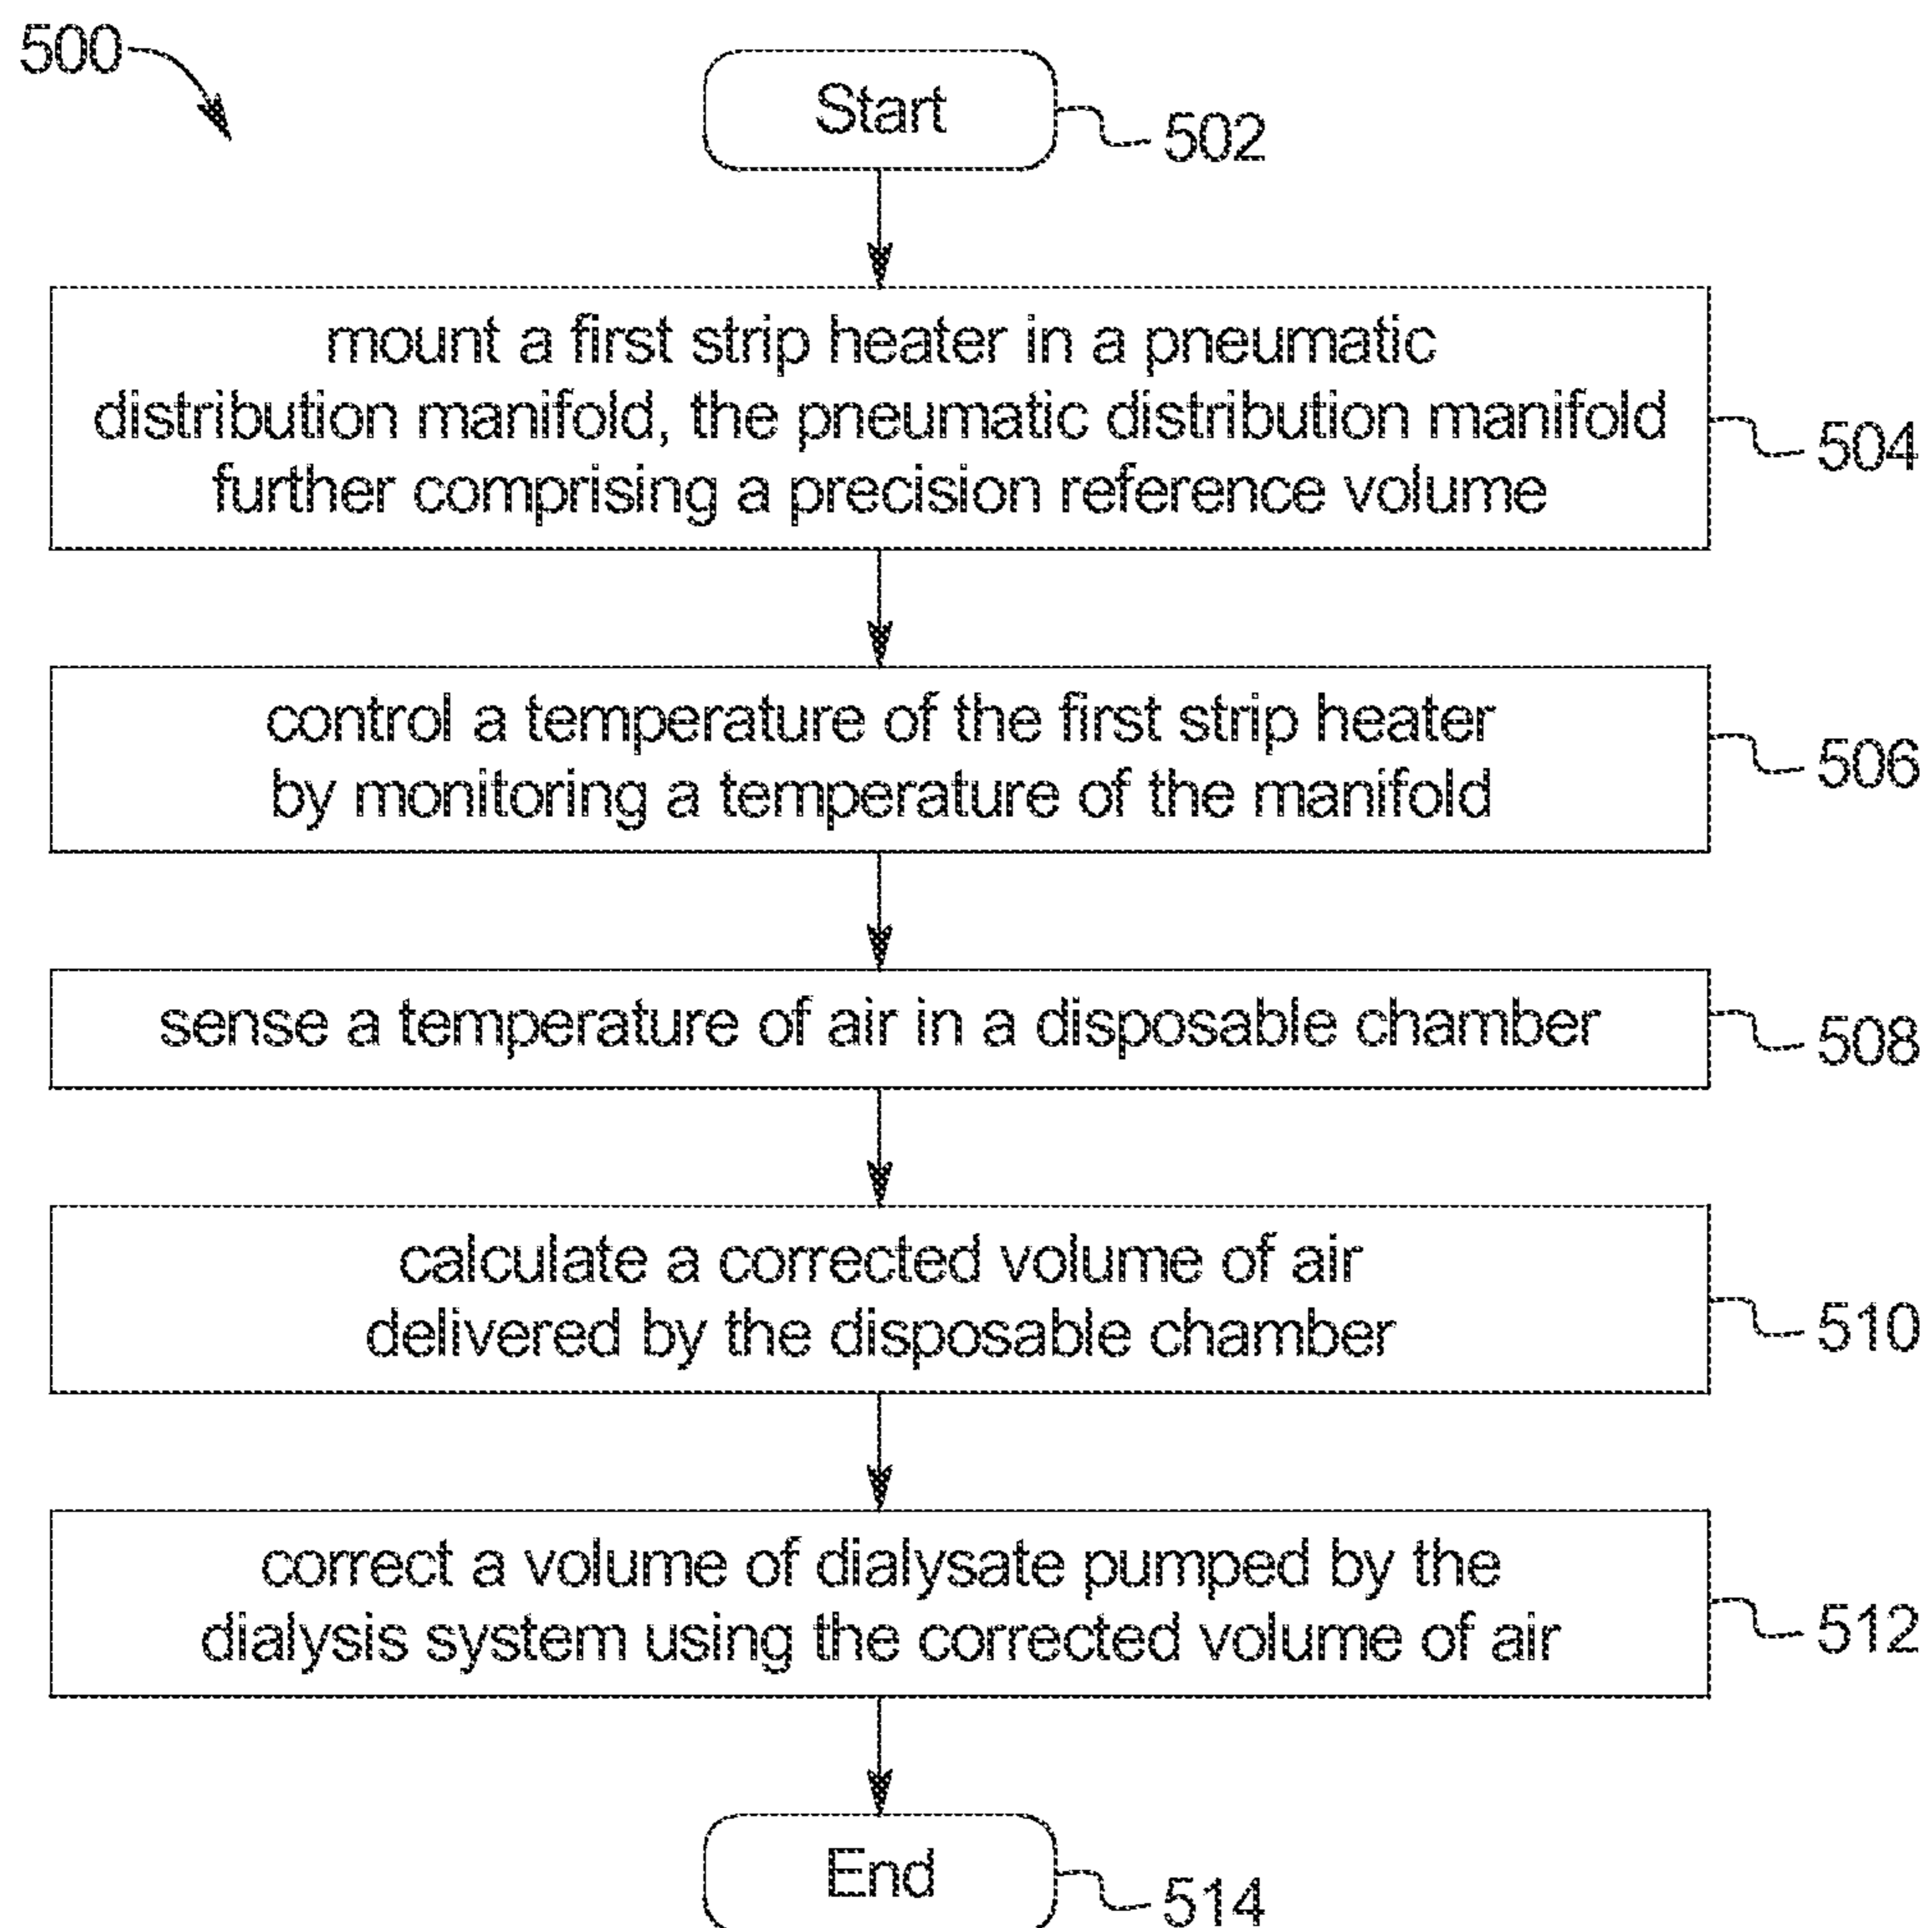 500
Start
502
mount a first strip heater in a pneumatic
distribution manifold, the pneumatic distribution manifold
further comprising a precision reference volume
504
control a temperature of the first strip heater
by monitoring a temperature of the manifold
506
sense a temperature of air in a disposable chamber
508
calculate a corrected volume of air
delivered by the disposable chamber
510
correct a volume of dialysate pumped by the
dialysis system using the corrected volume of air
512
End
514